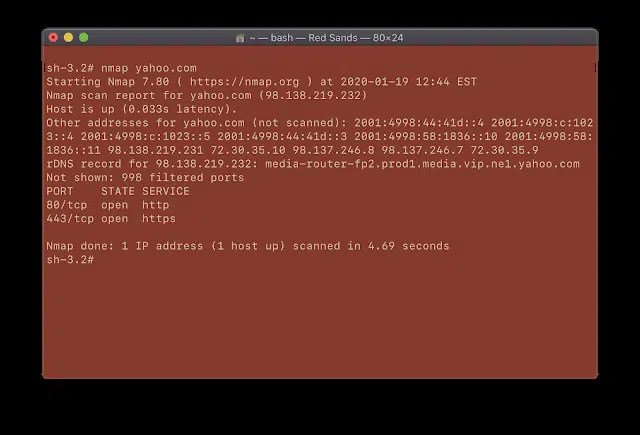 ~ — bash — Red Sands — 80×24
sh-3.2# nmap yahoo.com
Starting Nmap 7.80 ( https://nmap.org ) at 2020-01-19 12:44 EST
Nmap scan report for yahoo.com (98.138.219.232)
Host is up (0.033s latency).
Other addresses for yahoo.com (not scanned): 2001:4998:44:41d::4 2001:4998:c:102
3::4 2001:4998:c:1023::5 2001:4998:44:41d::3 2001:4998:58:1836::10 2001:4998:58:
1836::11 98.138.219.231 72.30.35.10 98.137.246.8 98.137.246.7 72.30.35.9
rDNS record for 98.138.219.232: media-router-fp2.prod1.media.vip.ne1.yahoo.com
Not shown: 998 filtered ports
PORT    STATE SERVICE
80/tcp  open  http
443/tcp open  https
Nmap done: 1 IP address (1 host up) scanned in 4.69 seconds
sh-3.2#